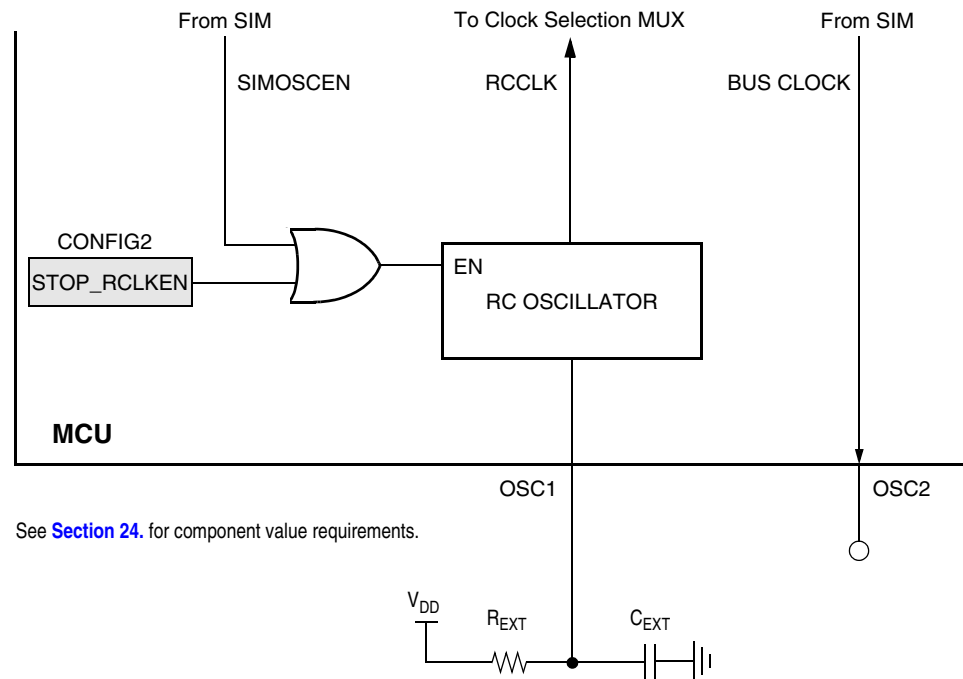 From SIM
To Clock Selection MUX
From SIM
SIMOSCEN
RCCLK
BUS CLOCK
CONFIG2
STOP_RCLKEN
EN
RC OSCILLATOR
MCU
OSC1
OSC2
See Section 24. for component value requirements.
VDD
REXT
CEXT